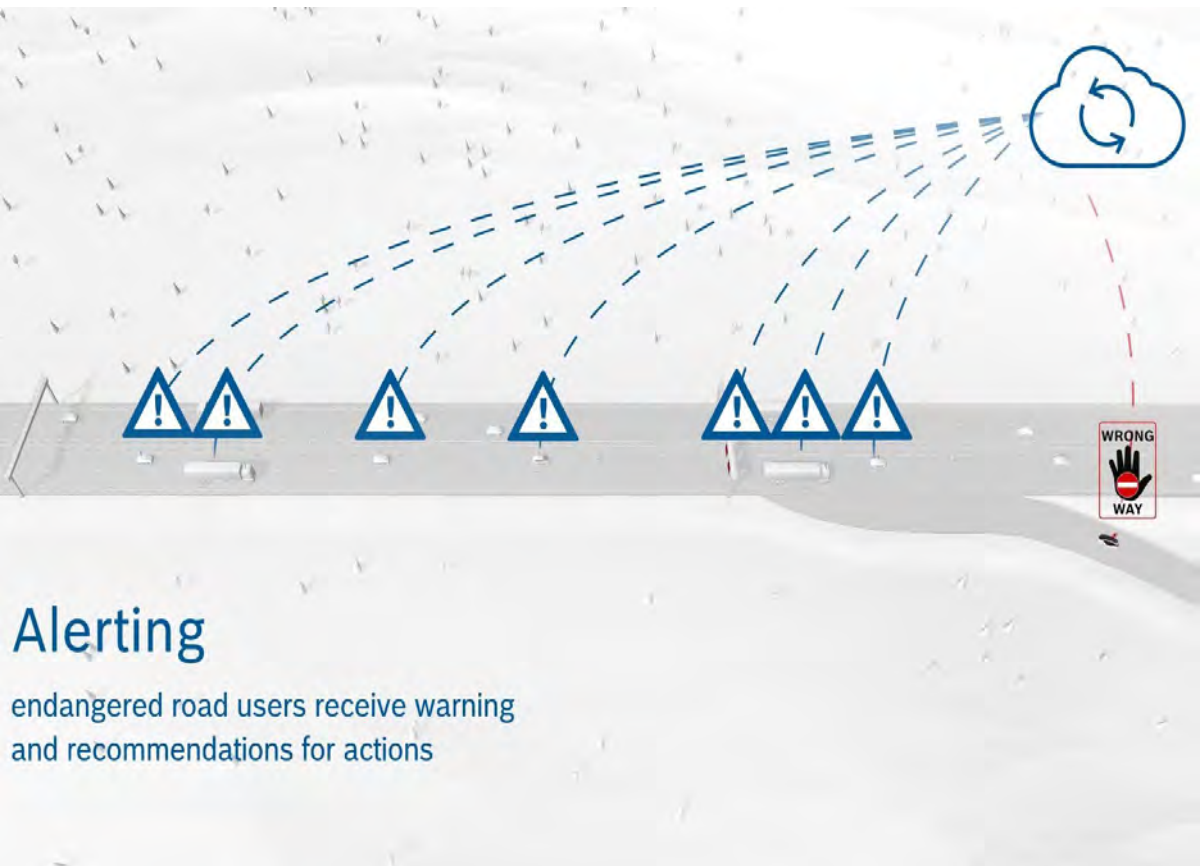 WRONG
WAY
Alerting
endangered road users receive warning
and recommendations for actions